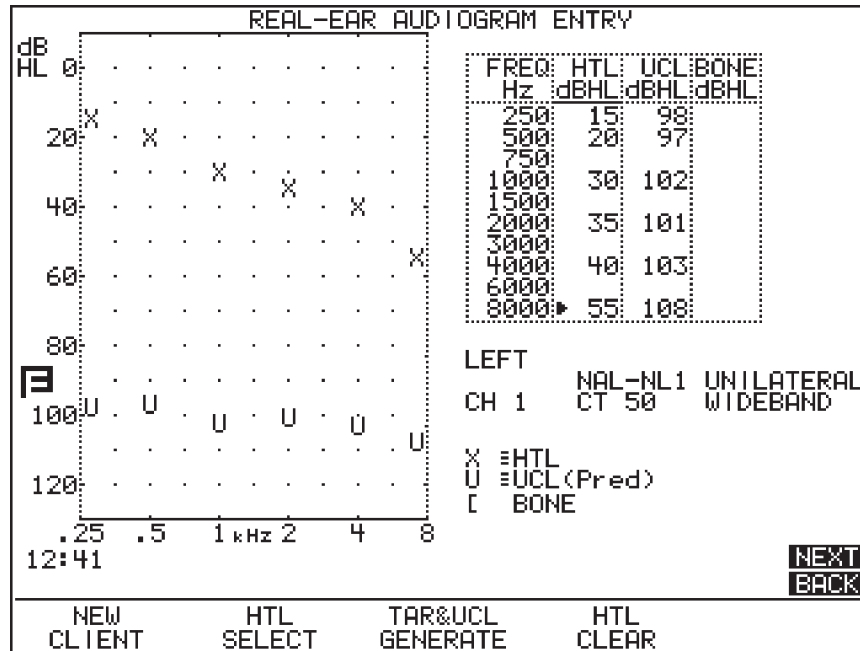 REAL-EAR AUDIOGRAM ENTRY
dB
HL 0
20
40
60
80
100
120
.25 .5 1 kHz 2 4 8
12:41
FREQ HTL UCL BONE
Hz dBHL dBHL dBHL
250 15 98
500 20 97
750
1000 30 102
1500
2000 35 101
3000
4000 40 103
6000
8000 55 108
LEFT
NAL-NL1 UNILATERAL
CH 1 CT 50 WIDEBAND
X HTL
U UCL(Pred)
[ BONE
NEXT
BACK
NEW HTL TAR&UCL HTL
CLIENT SELECT GENERATE CLEAR